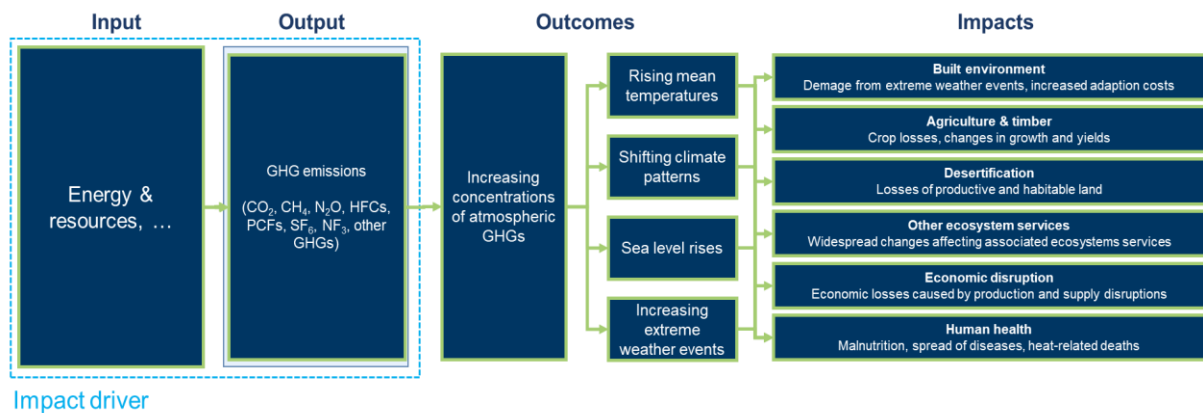 Input
Output
Outcomes
Impacts
Energy &
resources, …
GHG emissions
(CO₂, CH₄, N₂O, HFCs,
PCFs, SF₆, NF₃, other
GHGs)
Increasing
concentrations
of atmospheric
GHGs
Rising mean
temperatures
Shifting climate
patterns
Sea level rises
Increasing
extreme
weather events
Built environment
Demage from extreme weather events, increased adaption costs
Agriculture & timber
Crop losses, changes in growth and yields
Desertification
Losses of productive and habitable land
Other ecosystem services
Widespread changes affecting associated ecosystems services
Economic disruption
Economic losses caused by production and supply disruptions
Human health
Malnutrition, spread of diseases, heat-related deaths
Impact driver